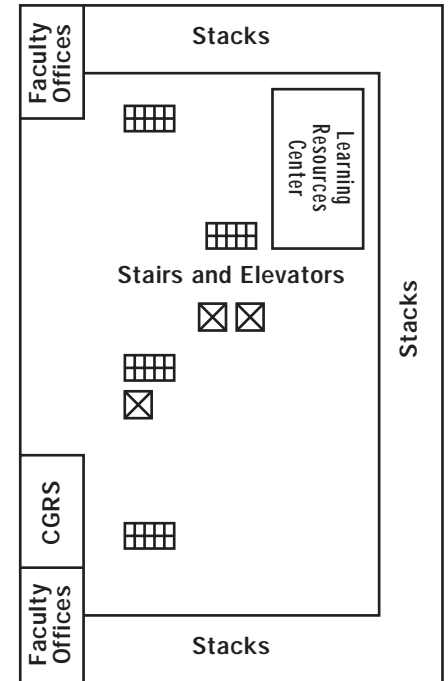 Stacks
Faculty
Offices
Learning
Resources
Center
Stairs and Elevators
Stacks
CGRS
Faculty
Offices
Stacks